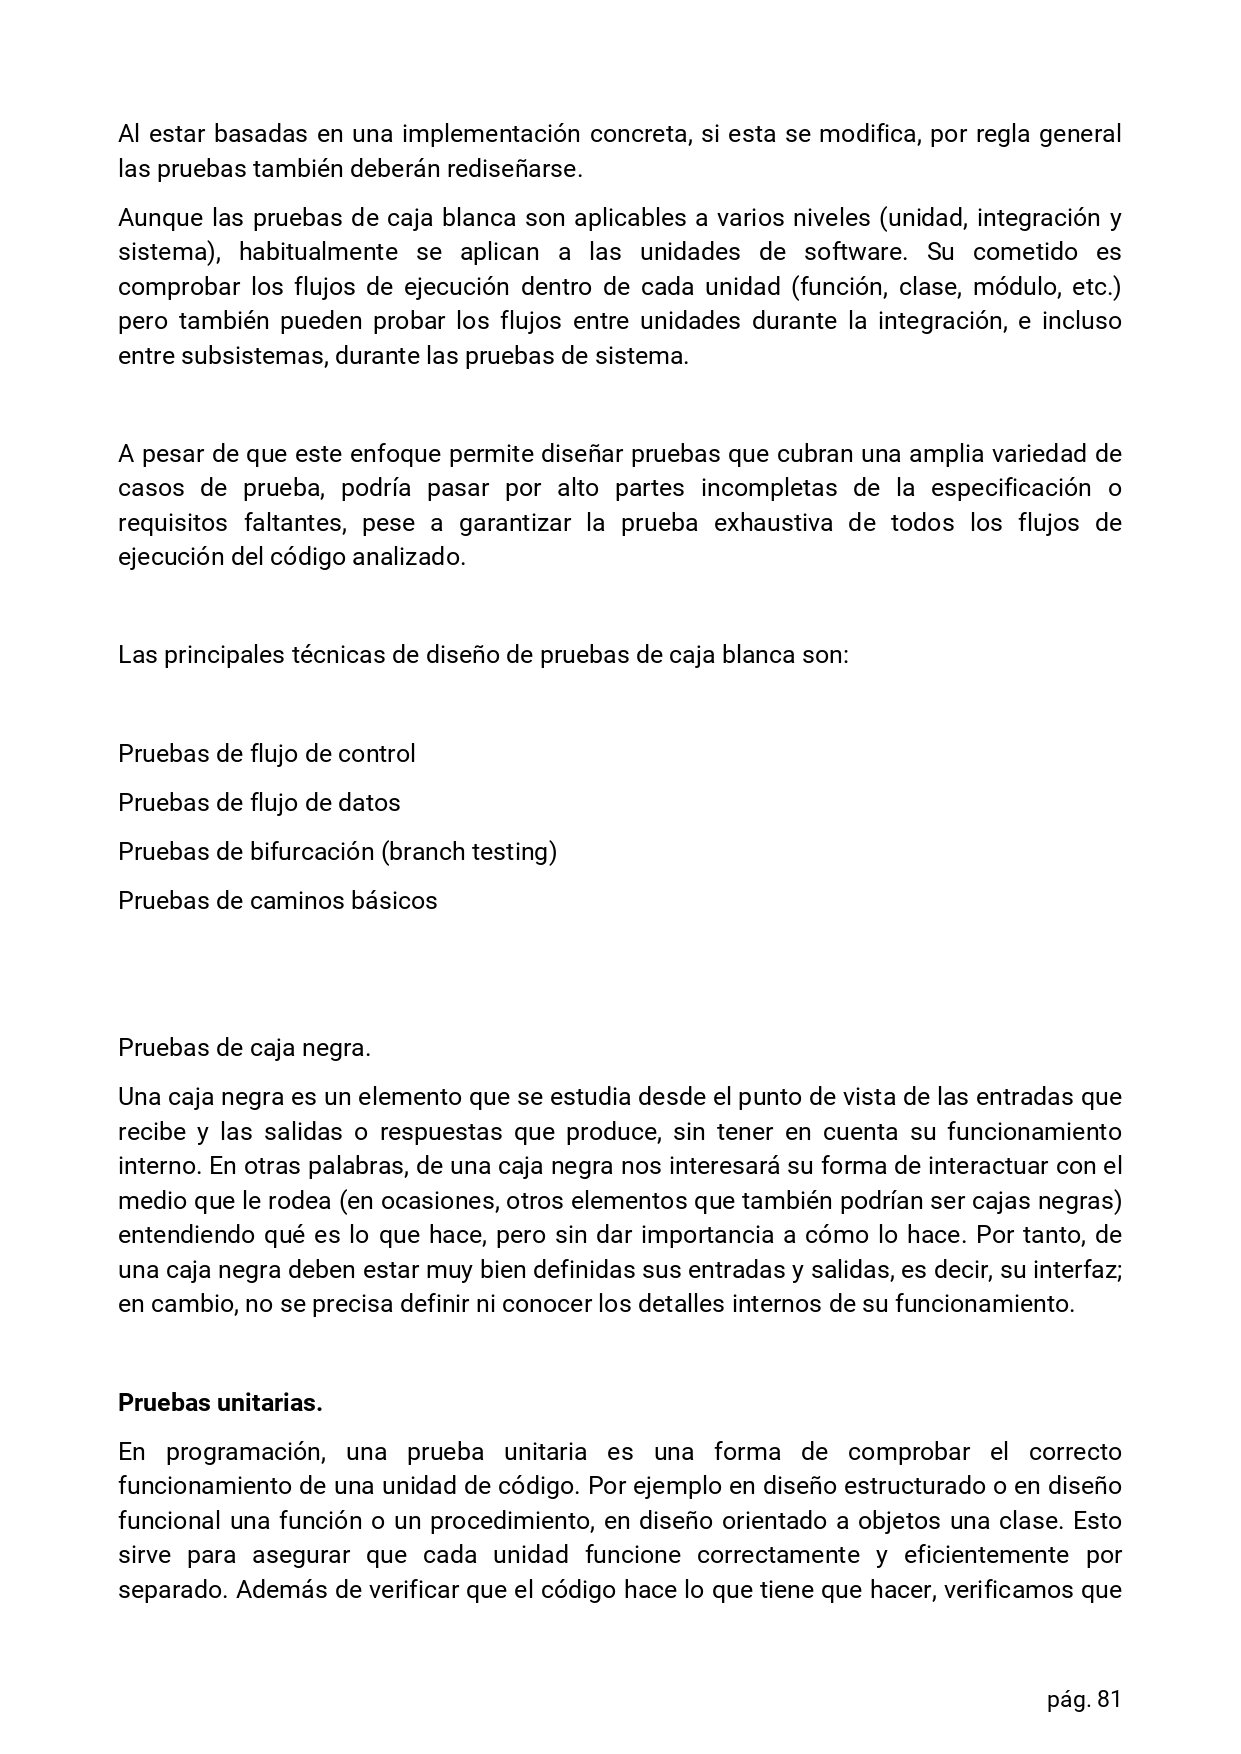 Al estar basadas en una implementación concreta, si esta se modifica, por regla general
las pruebas también deberán rediseñarse.
Aunque las pruebas de caja blanca son aplicables a varios niveles (unidad, integración y
sistema), habitualmente se aplican a las unidades de software. Su cometido es
comprobar los flujos de ejecución dentro de cada unidad (función, clase, módulo, etc.)
pero también pueden probar los flujos entre unidades durante la integración, e incluso
entre subsistemas, durante las pruebas de sistema.
A pesar de que este enfoque permite diseñar pruebas que cubran una amplia variedad de
casos de prueba, podría pasar por alto partes incompletas de la especificación o
requisitos faltantes, pese a garantizar la prueba exhaustiva de todos los flujos de
ejecución del código analizado.
Las principales técnicas de diseño de pruebas de caja blanca son:
Pruebas de flujo de control
Pruebas de flujo de datos
Pruebas de bifurcación (branch testing)
Pruebas de caminos básicos
Pruebas de caja negra.
Una caja negra es un elemento que se estudia desde el punto de vista de las entradas que
recibe y las salidas o respuestas que produce, sin tener en cuenta su funcionamiento
interno. En otras palabras, de una caja negra nos interesará su forma de interactuar con el
medio que le rodea (en ocasiones, otros elementos que también podrían ser cajas negras)
entendiendo qué es lo que hace, pero sin dar importancia a cómo lo hace. Por tanto, de
una caja negra deben estar muy bien definidas sus entradas y salidas, es decir, su interfaz;
en cambio, no se precisa definir ni conocer los detalles internos de su funcionamiento.
Pruebas unitarias.
En programación, una prueba unitaria es una forma de comprobar el correcto
funcionamiento de una unidad de código. Por ejemplo en diseño estructurado o en diseño
funcional una función o un procedimiento, en diseño orientado a objetos una clase. Esto
sirve para asegurar que cada unidad funcione correctamente y eficientemente por
separado. Además de verificar que el código hace lo que tiene que hacer, verificamos que
pág. 81